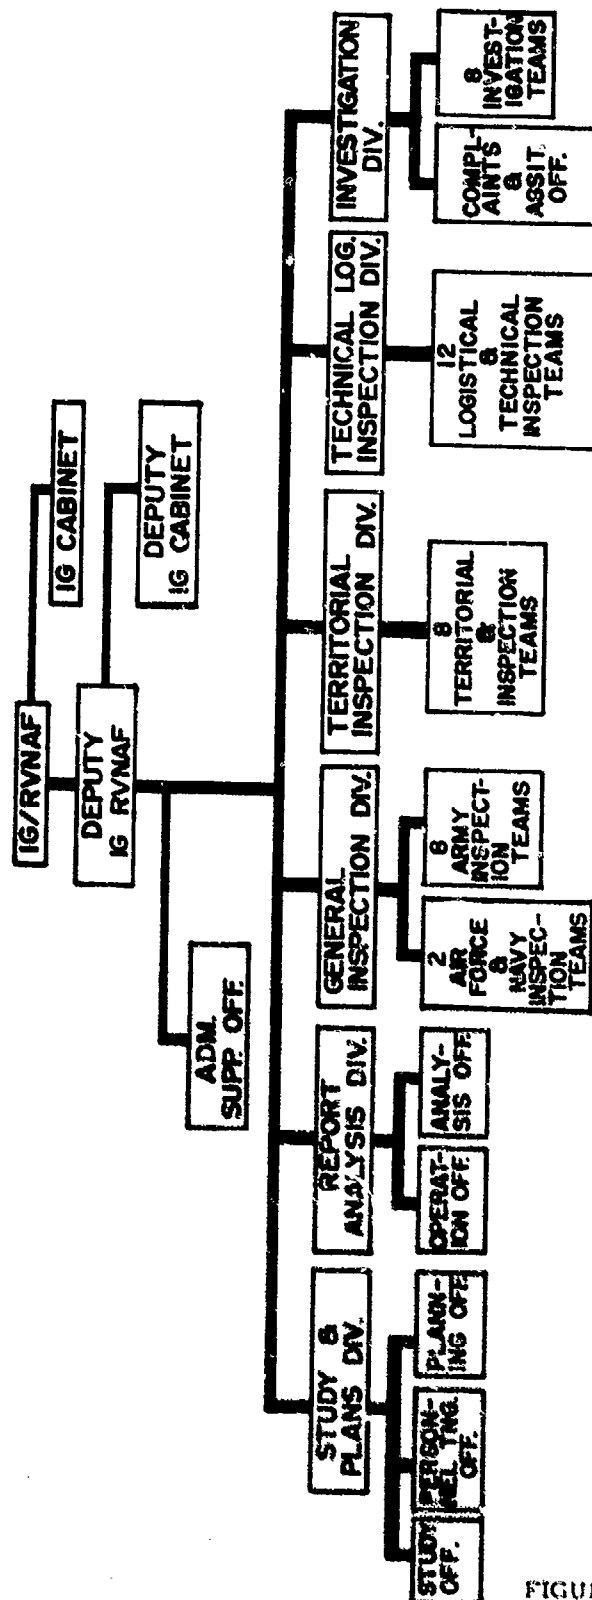 IG/RVNAF
IG CABINET
DEPUTY
IG RVNAF
DEPUTY
IG CABINET
ADM.
SUPP. OFF.
STUDY &
PLANS DIV.
REPORT
ANALYSIS DIV.
GENERAL
INSPECTION DIV.
TERRITORIAL
INSPECTION DIV.
TECHNICAL LOG.
INSPECTION DIV.
INVESTIGATION
DIV.
STUDY
OFF.
PERSON-
NEL TNG.
OFF.
PLANN-
ING OFF.
OPERAT-
ION OFF.
ANALY-
SIS OFF.
2
AIR
FORCE
&
NAVY
INSPEC-
TION
TEAMS
8
ARMY
INSPECT-
ION
TEAMS
8
TERRITORIAL
&
INSPECTION
TEAMS
12
LOGISTICAL
&
TECHNICAL
INSPECTION
TEAMS
COMPL-
AINTS
&
ASSIT.
OFF.
8
INVEST-
IGATION
TEAMS